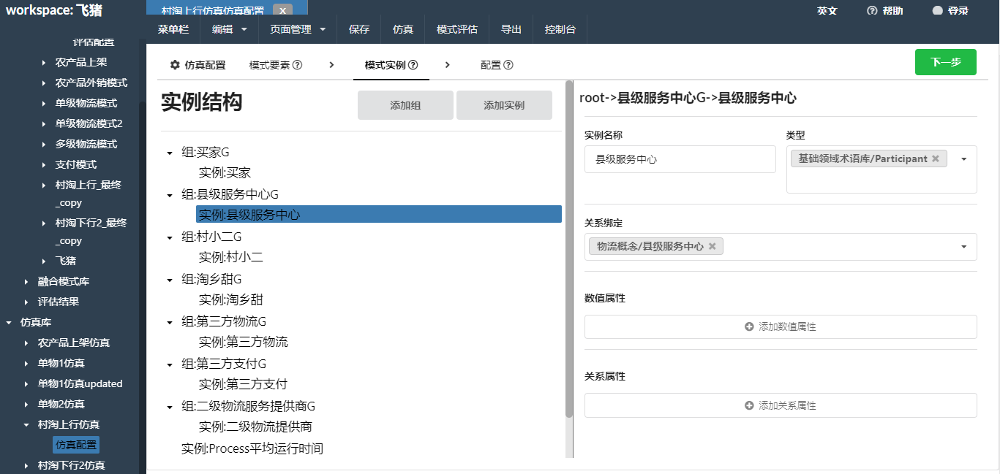 workspace: 飞猪
村淘上行仿真仿真配置 X
英文 帮助 登录
菜单栏 编辑 页面管理 保存 仿真 模式评估 导出 控制台
评估配置
农产品上架
农产品外销模式
单级物流模式
单级物流模式2
多级物流模式
支付模式
村淘上行_最终
_copy
村淘下行2_最终
_copy
飞猪
融合模式库
评估结果
仿真库
农产品上架仿真
单物1仿真
单物1仿真updated
单物2仿真
村淘上行仿真
仿真配置
村淘下行2仿真
仿真配置 模式要素 模式实例 配置
下一步
实例结构
添加组 添加实例
组:买家G
实例:买家
组:县级服务中心G
实例:县级服务中心
组:村小二G
实例:村小二
组:淘乡甜G
实例:淘乡甜
组:第三方物流G
实例:第三方物流
组:第三方支付G
实例:第三方支付
组:二级物流服务提供商G
实例:二级物流提供商
实例:Process平均运行时间
root->县级服务中心G->县级服务中心
实例名称 类型
县级服务中心 基础领域术语库/Participant
关系绑定
物流概念/县级服务中心
数值属性
添加数值属性
关系属性
添加关系属性